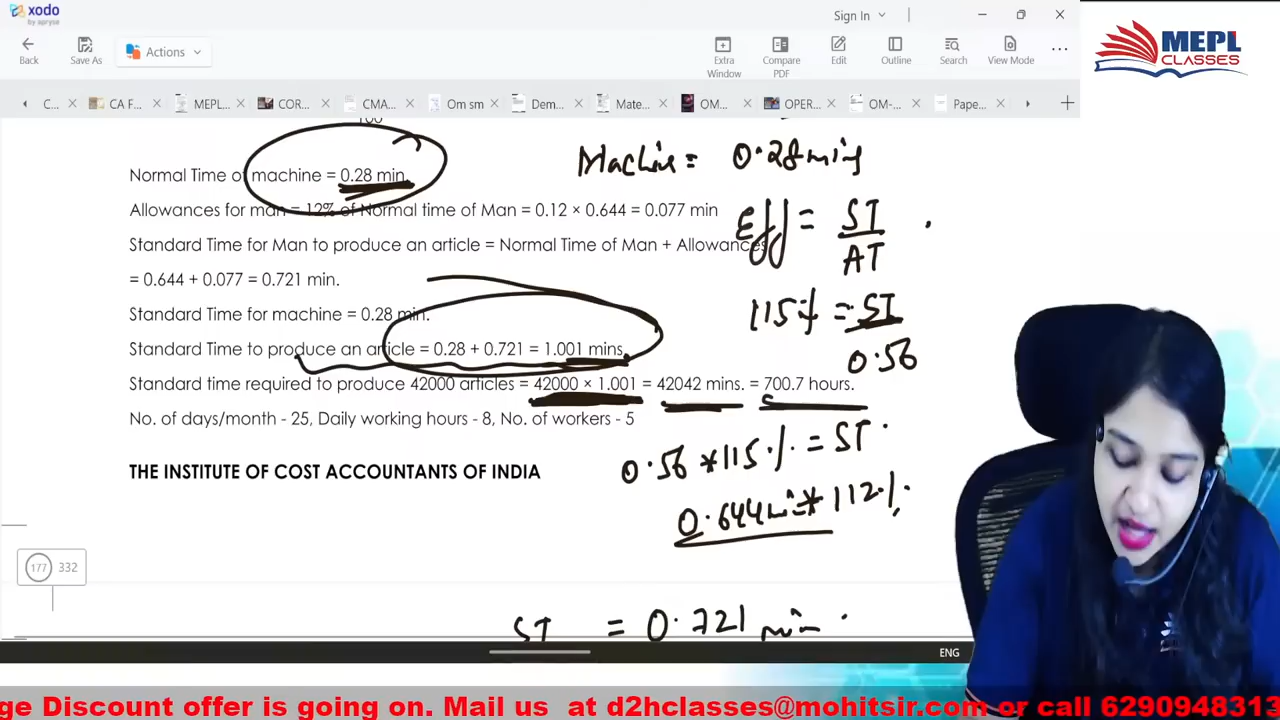 xodo
by apryse
Sign In
Back
Save As
Actions
Extra Window
Compare PDF
Edit
Outline
Search
View Mode
MEPL
CLASSES
C...
CA F...
MEPL...
COR...
CMA...
Om sm
Dem...
Mate...
OM...
OPER...
OM-...
Pape...
100
Normal Time of machine = 0.28 min.
Machine = 0.28 mins
Allowances for man = 12% of Normal time of Man = 0.12 × 0.644 = 0.077 min
Eff = ST
AT
Standard Time for Man to produce an article = Normal Time of Man + Allowances
= 0.644 + 0.077 = 0.721 min.
Standard Time for machine = 0.28 min.
115% = ST
0.56
Standard Time to produce an article = 0.28 + 0.721 = 1.001 mins.
Standard time required to produce 42000 articles = 42000 × 1.001 = 42042 mins. = 700.7 hours.
No. of days/month - 25, Daily working hours - 8, No. of workers - 5
0.56 * 115% = ST
THE INSTITUTE OF COST ACCOUNTANTS OF INDIA
0.644 min * 112%
177 332
ST = 0.721 min
ENG
ge Discount offer is going on. Mail us at d2hclasses@mohitsir.com or call 6290948313